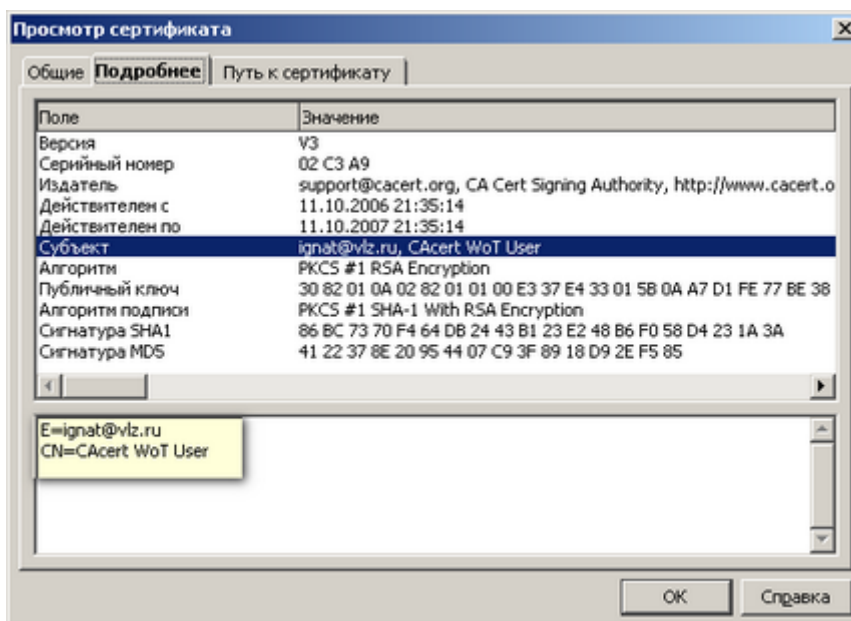 Просмотр сертификата
Общие Подробнее Путь к сертификату
Поле Значение
Версия V3
Серийный номер 02 C3 A9
Издатель support@cacert.org, CA Cert Signing Authority, http://www.cacert.o
Действителен с 11.10.2006 21:35:14
Действителен по 11.10.2007 21:35:14
Субъект ignat@vlz.ru, CAcert WoT User
Алгоритм PKCS #1 RSA Encryption
Публичный ключ 30 82 01 0A 02 82 01 01 00 E3 37 E4 33 01 5B 0A A7 D1 FE 77 BE 38
Алгоритм подписи PKCS #1 SHA-1 With RSA Encryption
Сигнатура SHA1 86 BC 73 70 F4 64 DB 24 43 B1 23 E2 48 B6 F0 58 D4 23 1A 3A
Сигнатура MD5 41 22 37 8E 20 95 44 07 C9 3F 89 18 D9 2E F5 85
E=ignat@vlz.ru
CN=CAcert WoT User
OK Справка